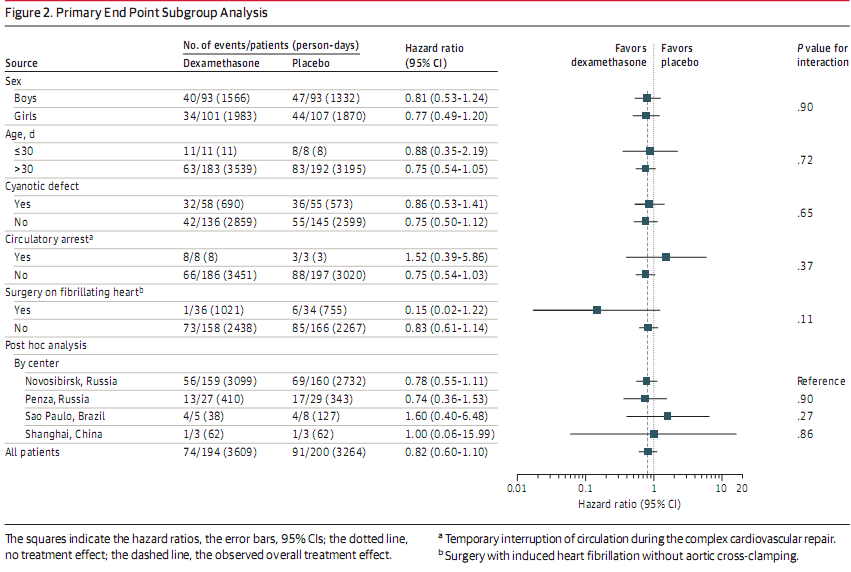 Figure 2. Primary End Point Subgroup Analysis
No. of events/patients (person-days)
Source Dexamethasone Placebo Hazard ratio (95% CI) Favors dexamethasone Favors placebo P value for interaction
Sex
Boys 40/93 (1566) 47/93 (1332) 0.81 (0.53-1.24)
.90
Girls 34/101 (1983) 44/107 (1870) 0.77 (0.49-1.20)
Age, d
≤30 11/11 (11) 8/8 (8) 0.88 (0.35-2.19)
.72
>30 63/183 (3539) 83/192 (3195) 0.75 (0.54-1.05)
Cyanotic defect
Yes 32/58 (690) 36/55 (573) 0.86 (0.53-1.41)
.65
No 42/136 (2859) 55/145 (2599) 0.75 (0.50-1.12)
Circulatory arrestᵃ
Yes 8/8 (8) 3/3 (3) 1.52 (0.39-5.86)
.37
No 66/186 (3451) 88/197 (3020) 0.75 (0.54-1.03)
Surgery on fibrillating heartᵇ
Yes 1/36 (1021) 6/34 (755) 0.15 (0.02-1.22)
.11
No 73/158 (2438) 85/166 (2267) 0.83 (0.61-1.14)
Post hoc analysis
By center
Novosibirsk, Russia 56/159 (3099) 69/160 (2732) 0.78 (0.55-1.11) Reference
Penza, Russia 13/27 (410) 17/29 (343) 0.74 (0.36-1.53) .90
Sao Paulo, Brazil 4/5 (38) 4/8 (127) 1.60 (0.40-6.48) .27
Shanghai, China 1/3 (62) 1/3 (62) 1.00 (0.06-15.99) .86
All patients 74/194 (3609) 91/200 (3264) 0.82 (0.60-1.10)
0.01 0.1 1 10 20
Hazard ratio (95% CI)
The squares indicate the hazard ratios, the error bars, 95% CIs; the dotted line,
no treatment effect; the dashed line, the observed overall treatment effect.
ᵃ Temporary interruption of circulation during the complex cardiovascular repair.
ᵇ Surgery with induced heart fibrillation without aortic cross-clamping.